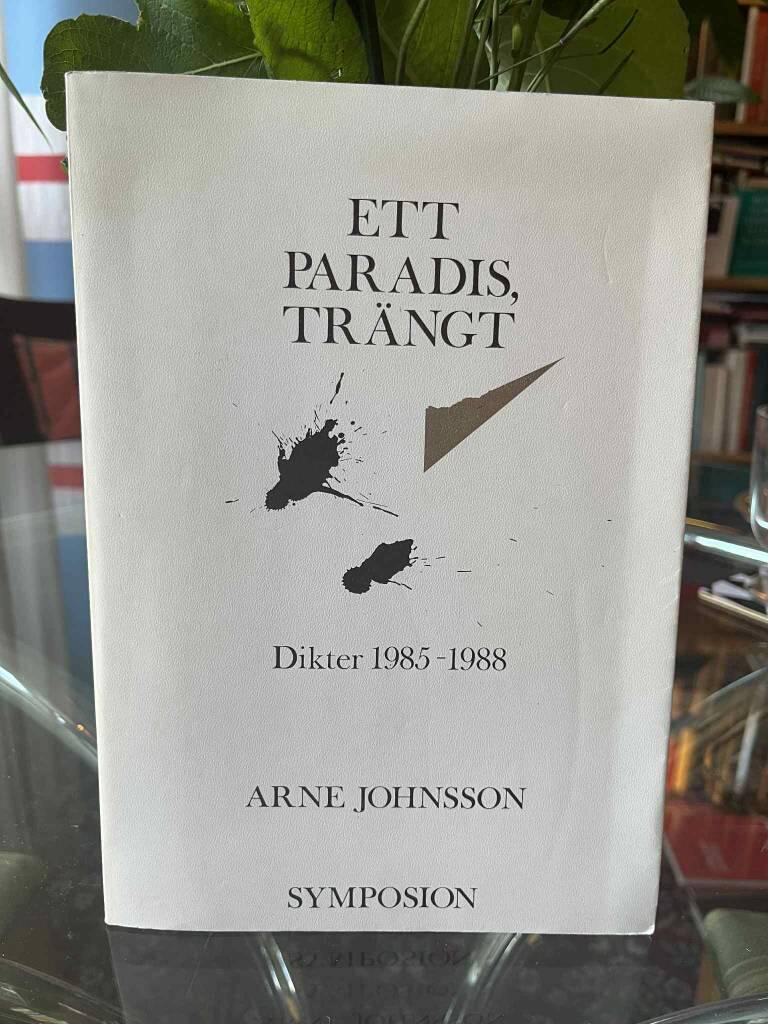 ETT
PARADIS,
TRÄNGT
Dikter 1985-1988
ARNE JOHNSSON
SYMPOSION